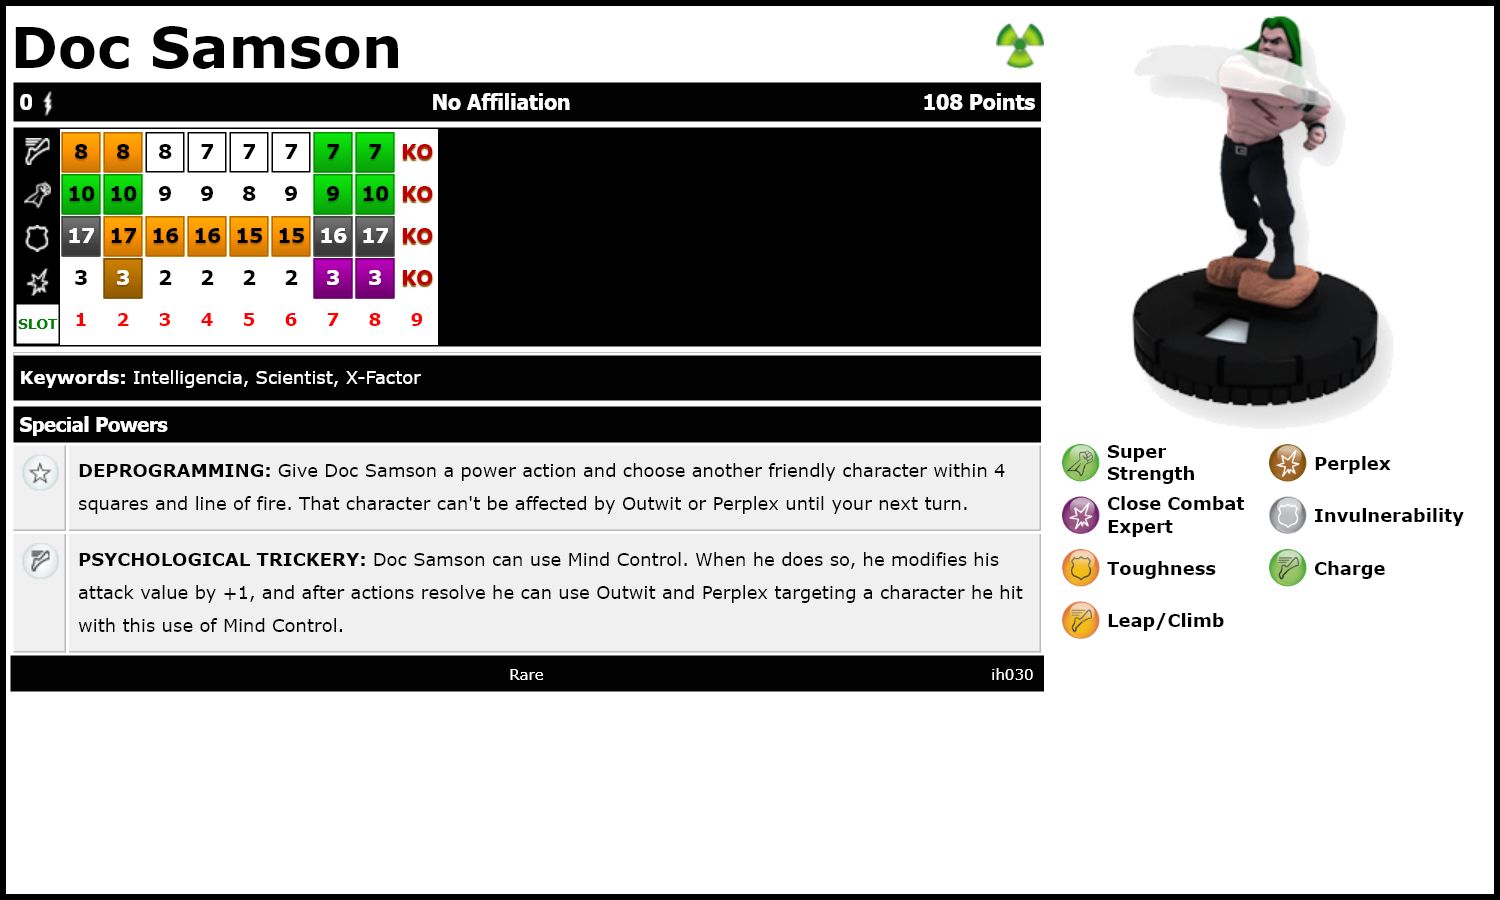 Doc Samson
0 No Affiliation 108 Points
8 8 8 7 7 7 7 7 KO
10 10 9 9 8 9 9 10 KO
17 17 16 16 15 15 16 17 KO
3 3 2 2 2 2 3 3 KO
SLOT 1 2 3 4 5 6 7 8 9
Keywords: Intelligencia, Scientist, X-Factor
Special Powers
DEPROGRAMMING: Give Doc Samson a power action and choose another friendly character within 4
squares and line of fire. That character can't be affected by Outwit or Perplex until your next turn.
PSYCHOLOGICAL TRICKERY: Doc Samson can use Mind Control. When he does so, he modifies his
attack value by +1, and after actions resolve he can use Outwit and Perplex targeting a character he hit
with this use of Mind Control.
Rare ih030
Super
Strength
Perplex
Close Combat
Expert
Invulnerability
Toughness
Charge
Leap/Climb